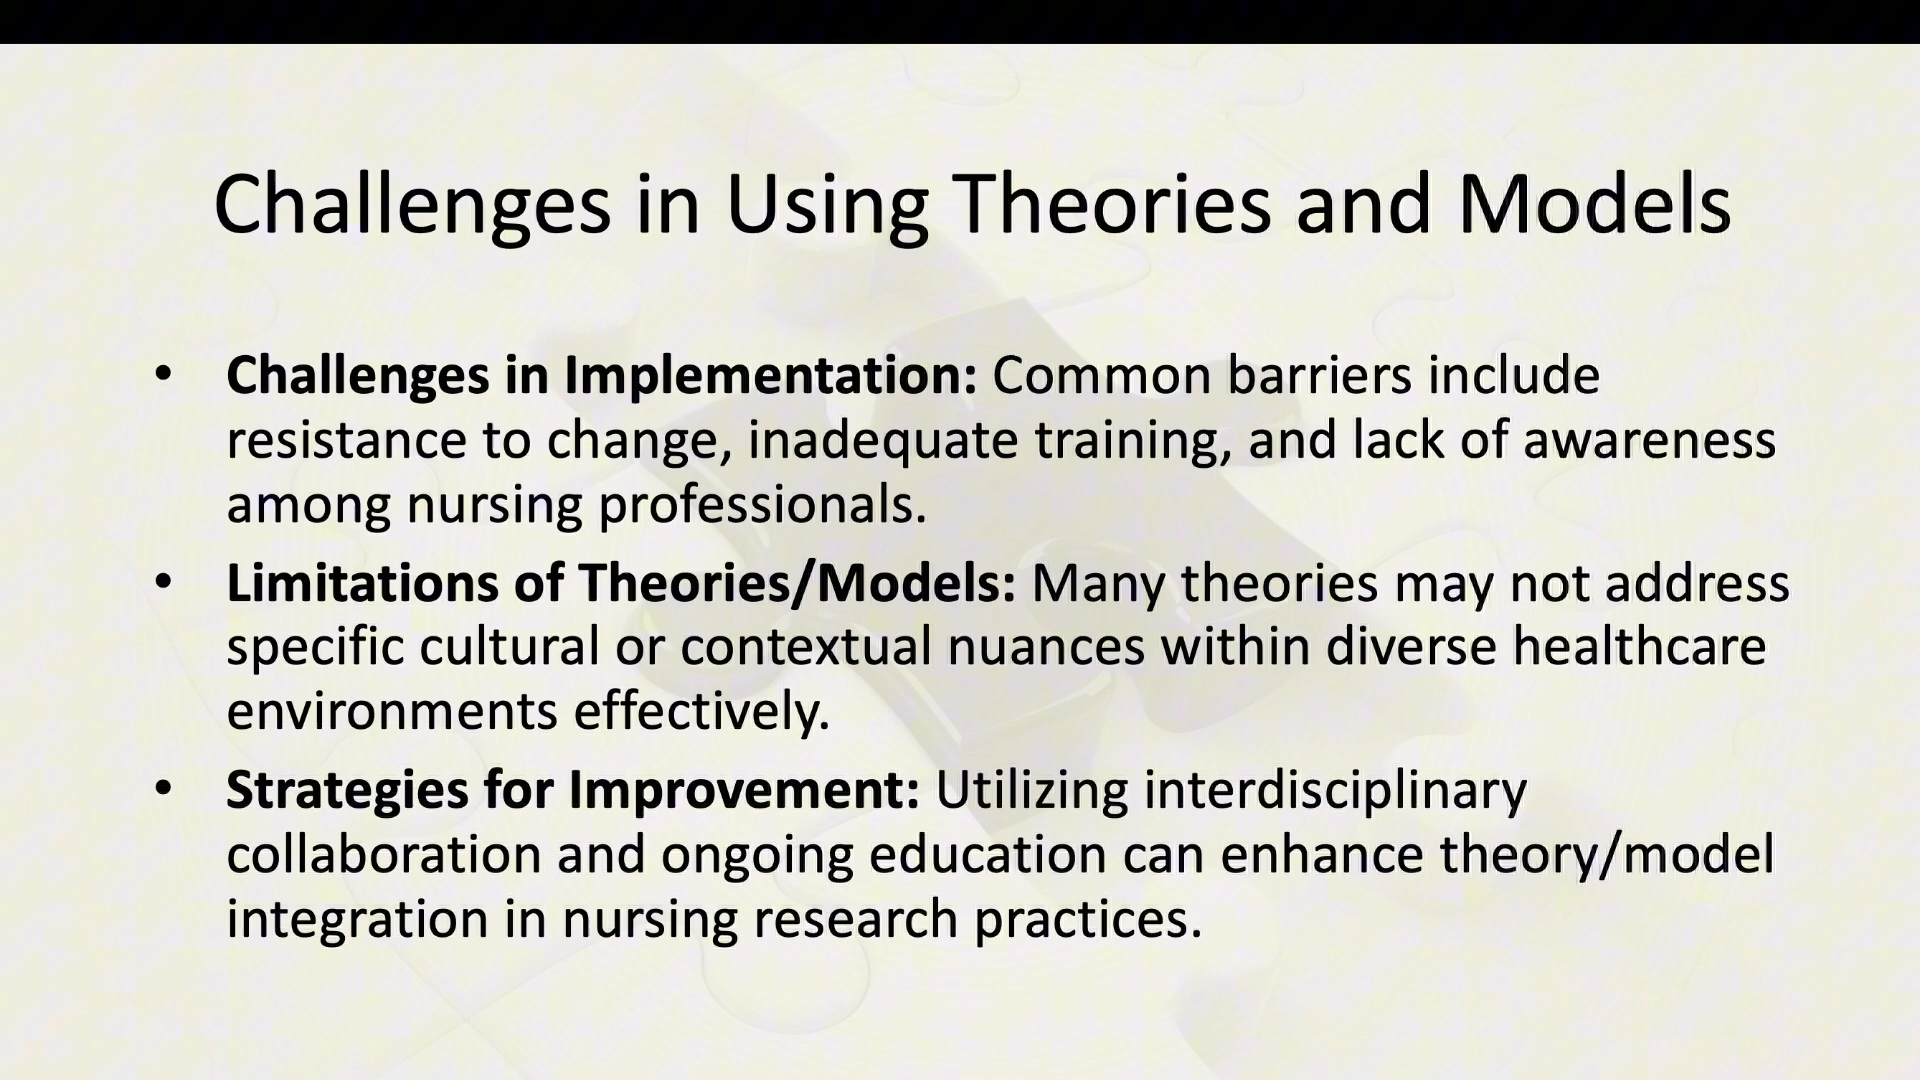 Challenges in Using Theories and Models
• Challenges in Implementation: Common barriers include
resistance to change, inadequate training, and lack of awareness
among nursing professionals.
• Limitations of Theories/Models: Many theories may not address
specific cultural or contextual nuances within diverse healthcare
environments effectively.
• Strategies for Improvement: Utilizing interdisciplinary
collaboration and ongoing education can enhance theory/model
integration in nursing research practices.